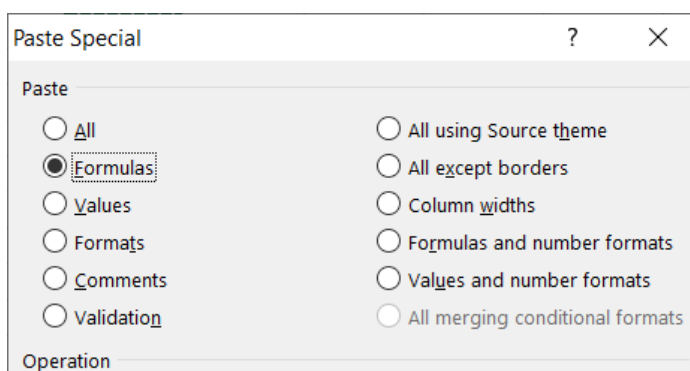 Paste Special ?
Paste
All
Formulas
Values
Formats
Comments
Validation
All using Source theme
All except borders
Column widths
Formulas and number formats
Values and number formats
All merging conditional formats
Operation